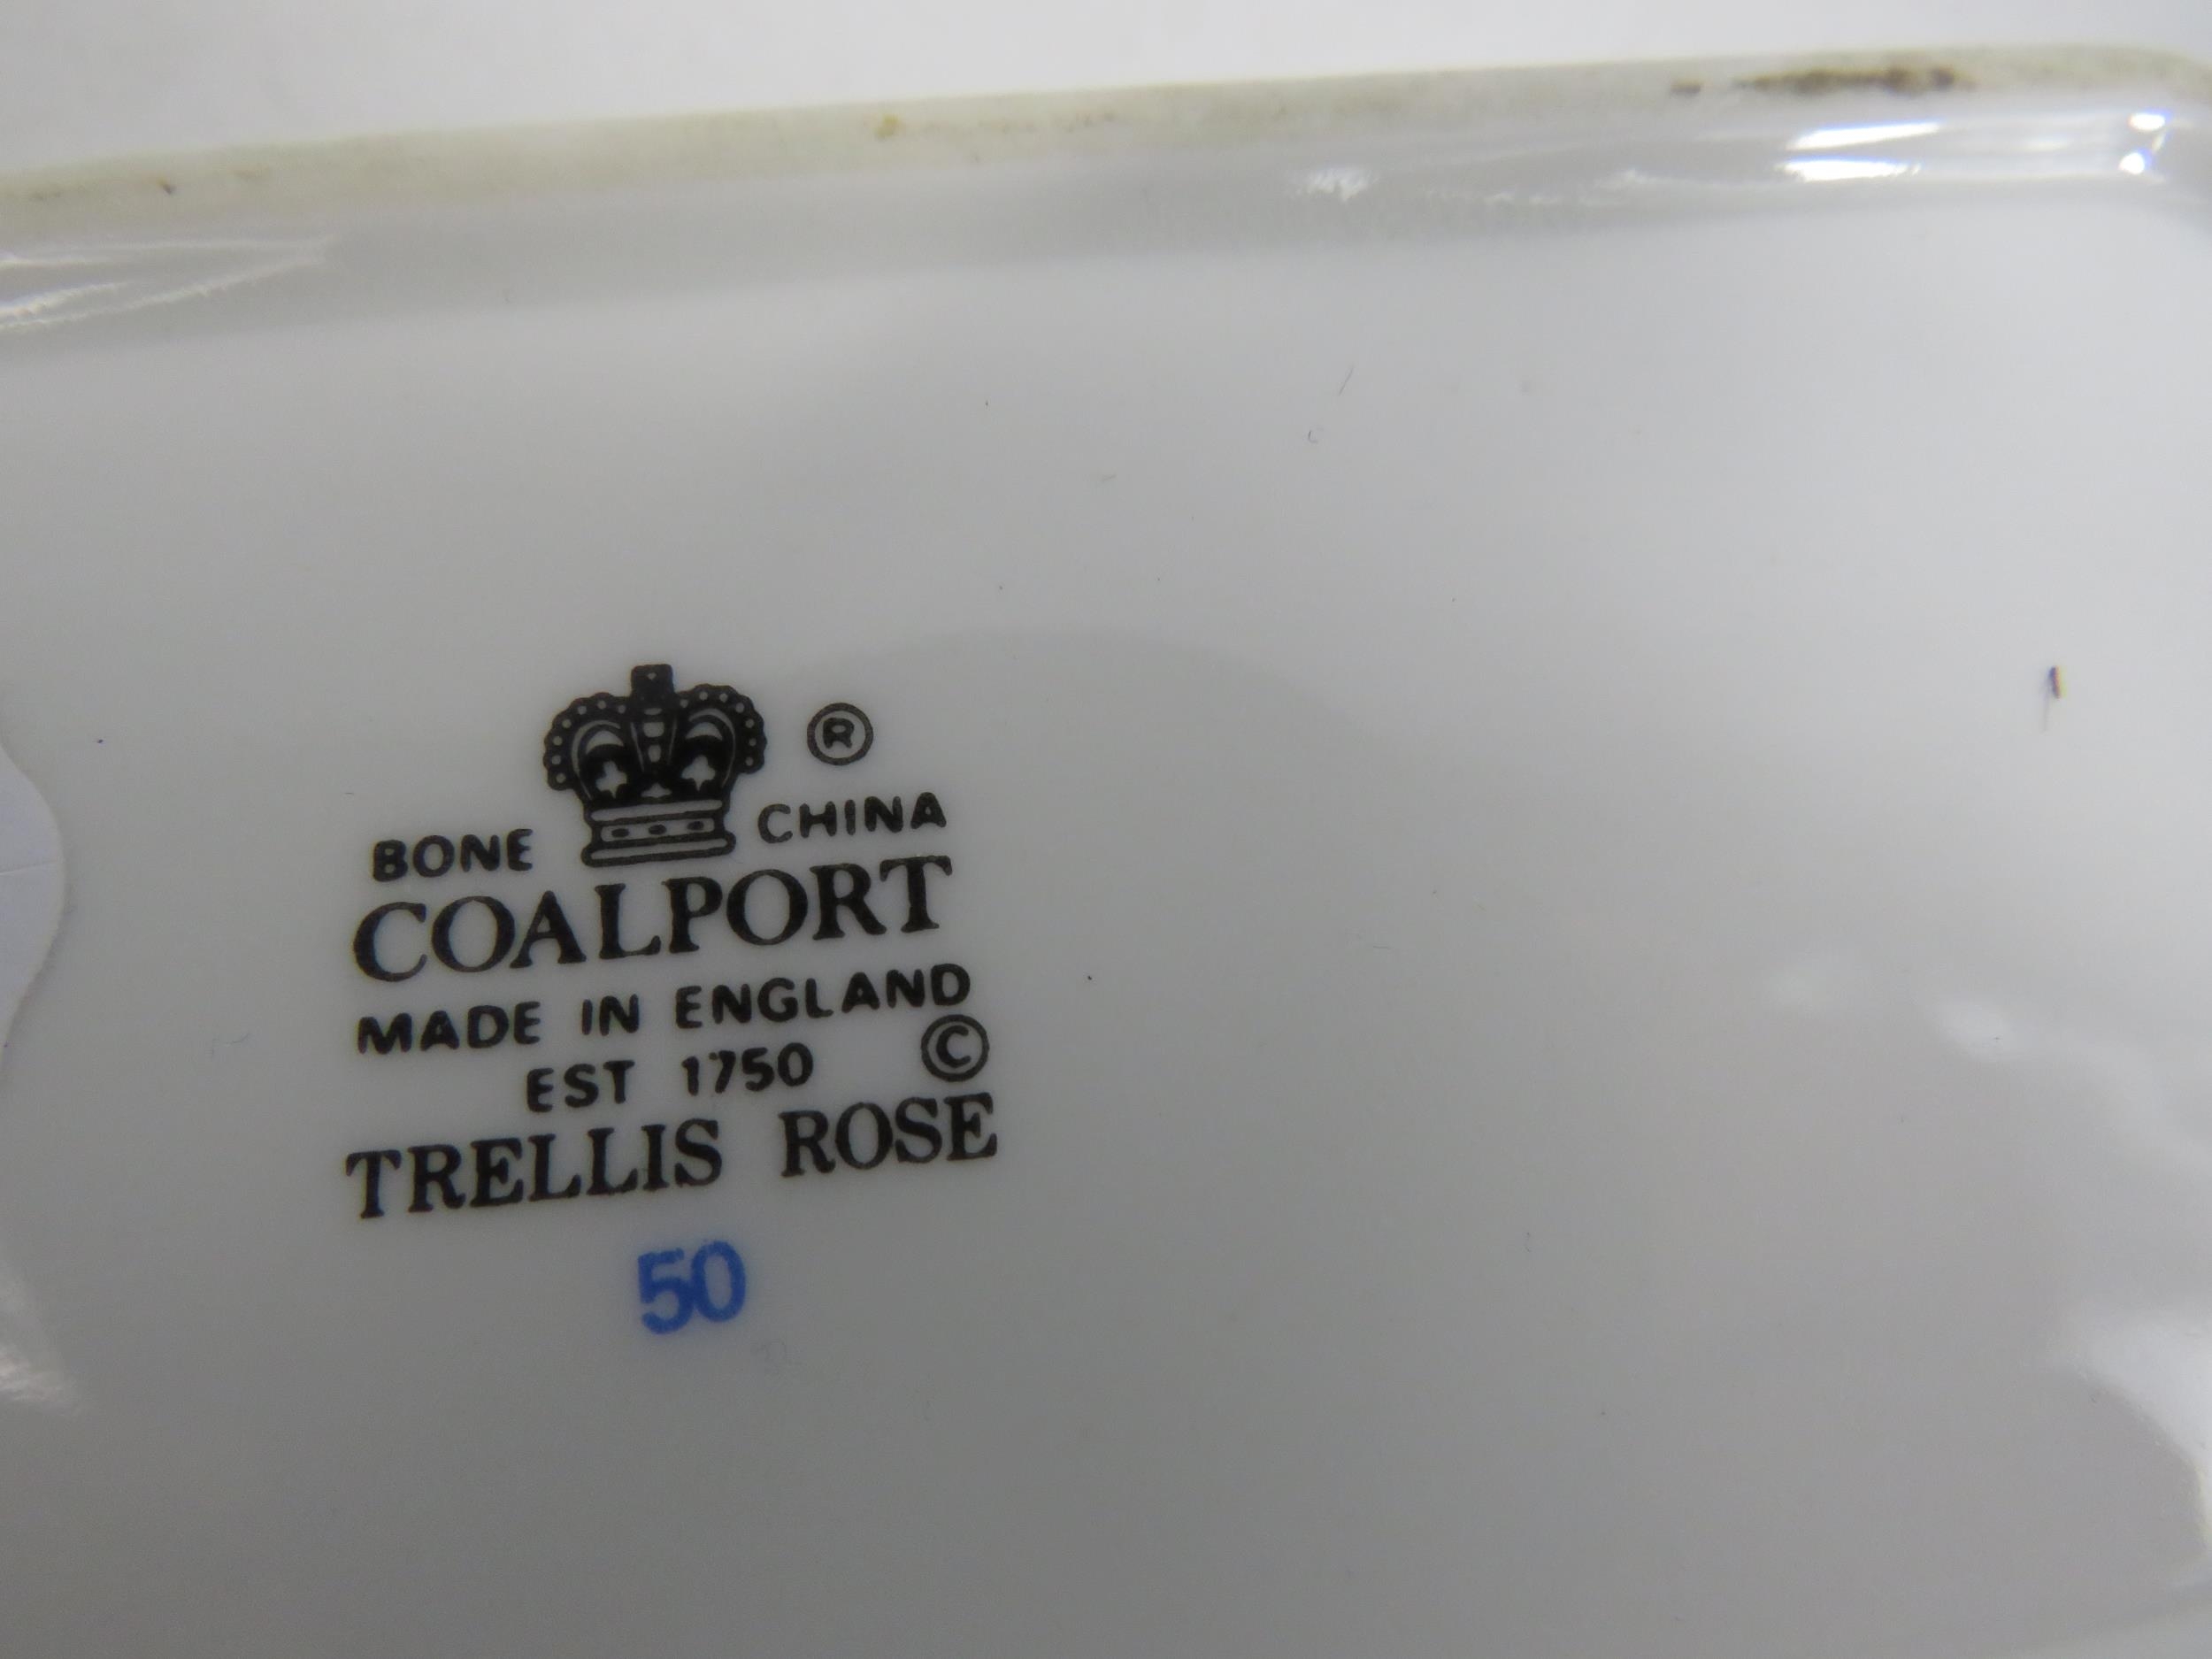 ®
BONE CHINA
COALPORT
MADE IN ENGLAND
EST 1750 ©
TRELLIS ROSE
50